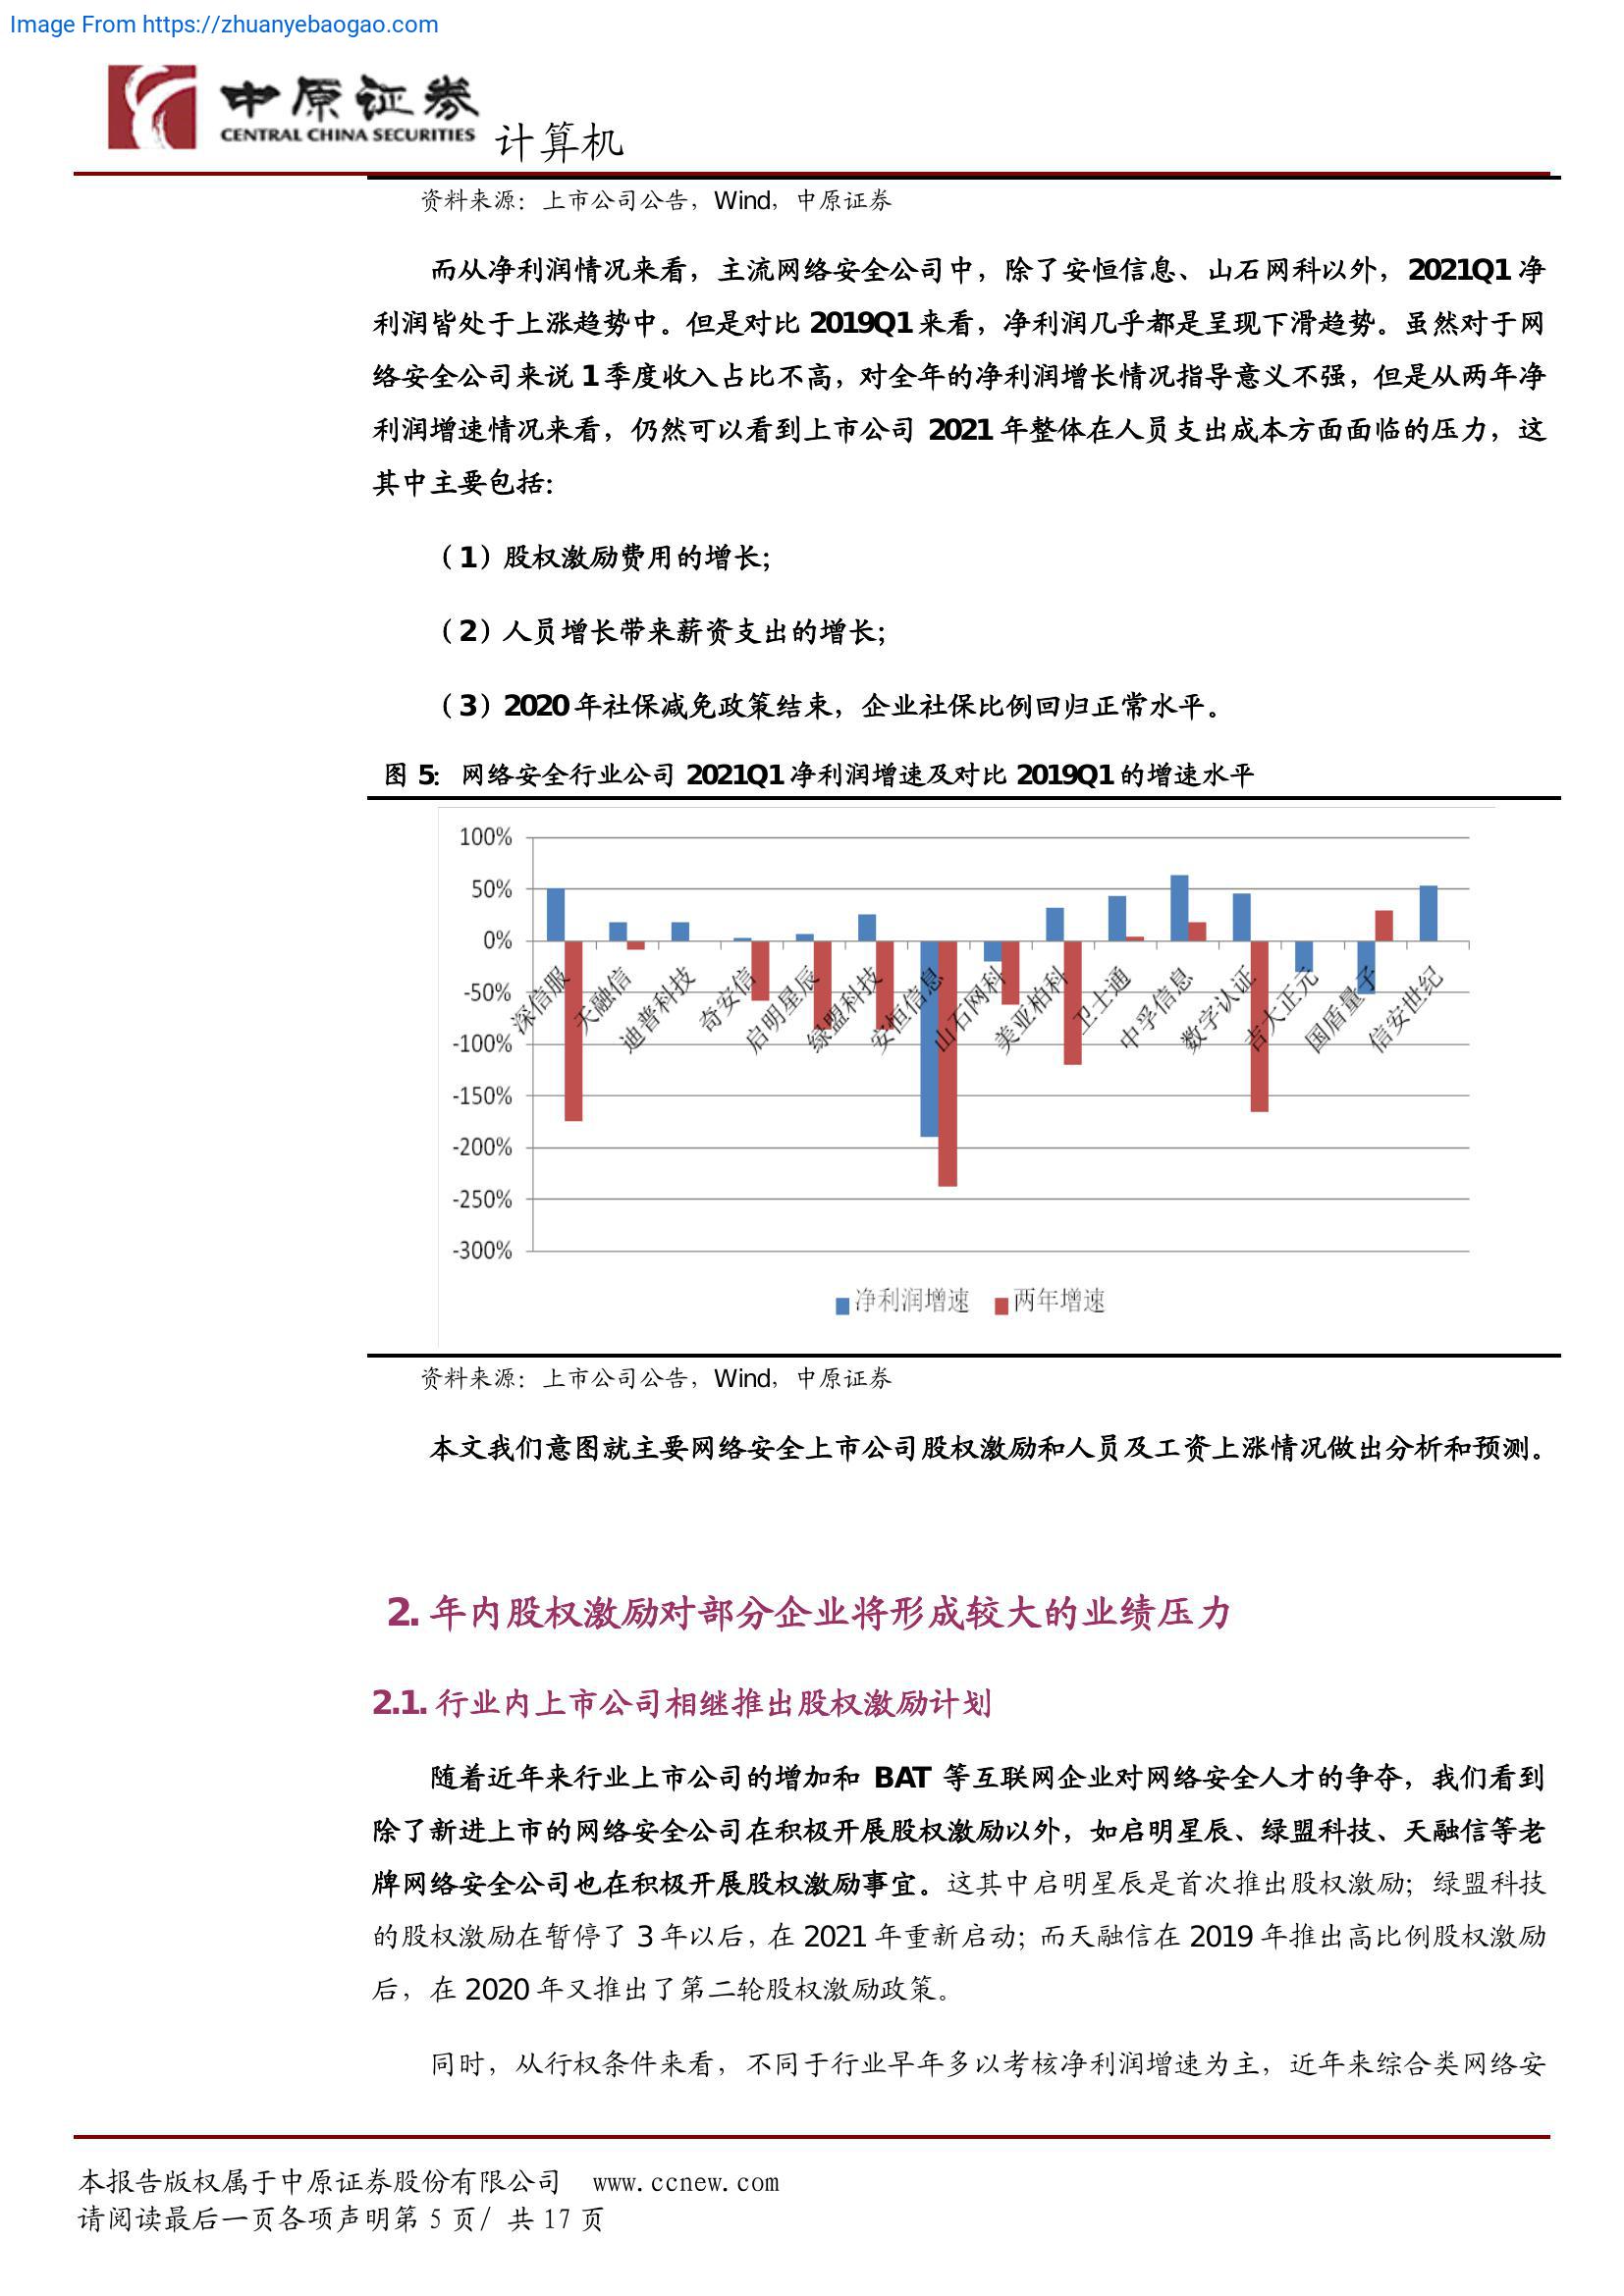 Image From https://zhuanyebaogao.com
中原证券
CENTRAL CHINA SECURITIES
计算机
资料来源：上市公司公告，Wind，中原证券
而从净利润情况来看，主流网络安全公司中，除了安恒信息、山石网科以外，2021Q1 净
利润皆处于上涨趋势中。但是对比 2019Q1 来看，净利润几乎都是呈现下滑趋势。虽然对于网
络安全公司来说 1 季度收入占比不高，对全年的净利润增长情况指导意义不强，但是从两年净
利润增速情况来看，仍然可以看到上市公司 2021 年整体在人员支出成本方面面临的压力，这
其中主要包括：
（1）股权激励费用的增长；
（2）人员增长带来薪资支出的增长；
（3）2020 年社保减免政策结束，企业社保比例回归正常水平。
图 5： 网络安全行业公司 2021Q1 净利润增速及对比 2019Q1 的增速水平
100%
50%
0%
-50%
-100%
-150%
-200%
-250%
-300%
深信服
天融信
迪普科技
奇安信
启明星辰
绿盟科技
安恒信息
山石网科
美亚柏科
卫士通
中孚信息
数字认证
吉大正元
国盾量子
信安世纪
净利润增速 两年增速
资料来源：上市公司公告，Wind，中原证券
本文我们意图就主要网络安全上市公司股权激励和人员及工资上涨情况做出分析和预测。
2. 年内股权激励对部分企业将形成较大的业绩压力
2.1. 行业内上市公司相继推出股权激励计划
随着近年来行业上市公司的增加和 BAT 等互联网企业对网络安全人才的争夺，我们看到
除了新进上市的网络安全公司在积极开展股权激励以外，如启明星辰、绿盟科技、天融信等老
牌网络安全公司也在积极开展股权激励事宜。这其中启明星辰是首次推出股权激励；绿盟科技
的股权激励在暂停了 3 年以后，在 2021 年重新启动；而天融信在 2019 年推出高比例股权激励
后，在 2020 年又推出了第二轮股权激励政策。
同时，从行权条件来看，不同于行业早年多以考核净利润增速为主，近年来综合类网络安
本报告版权属于中原证券股份有限公司 www.ccnew.com
请阅读最后一页各项声明第 5 页/ 共 17 页